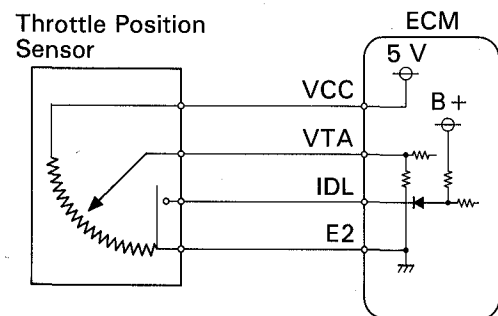 Throttle Position
Sensor
ECM
5 V
VCC
B+
VTA
IDL
E2